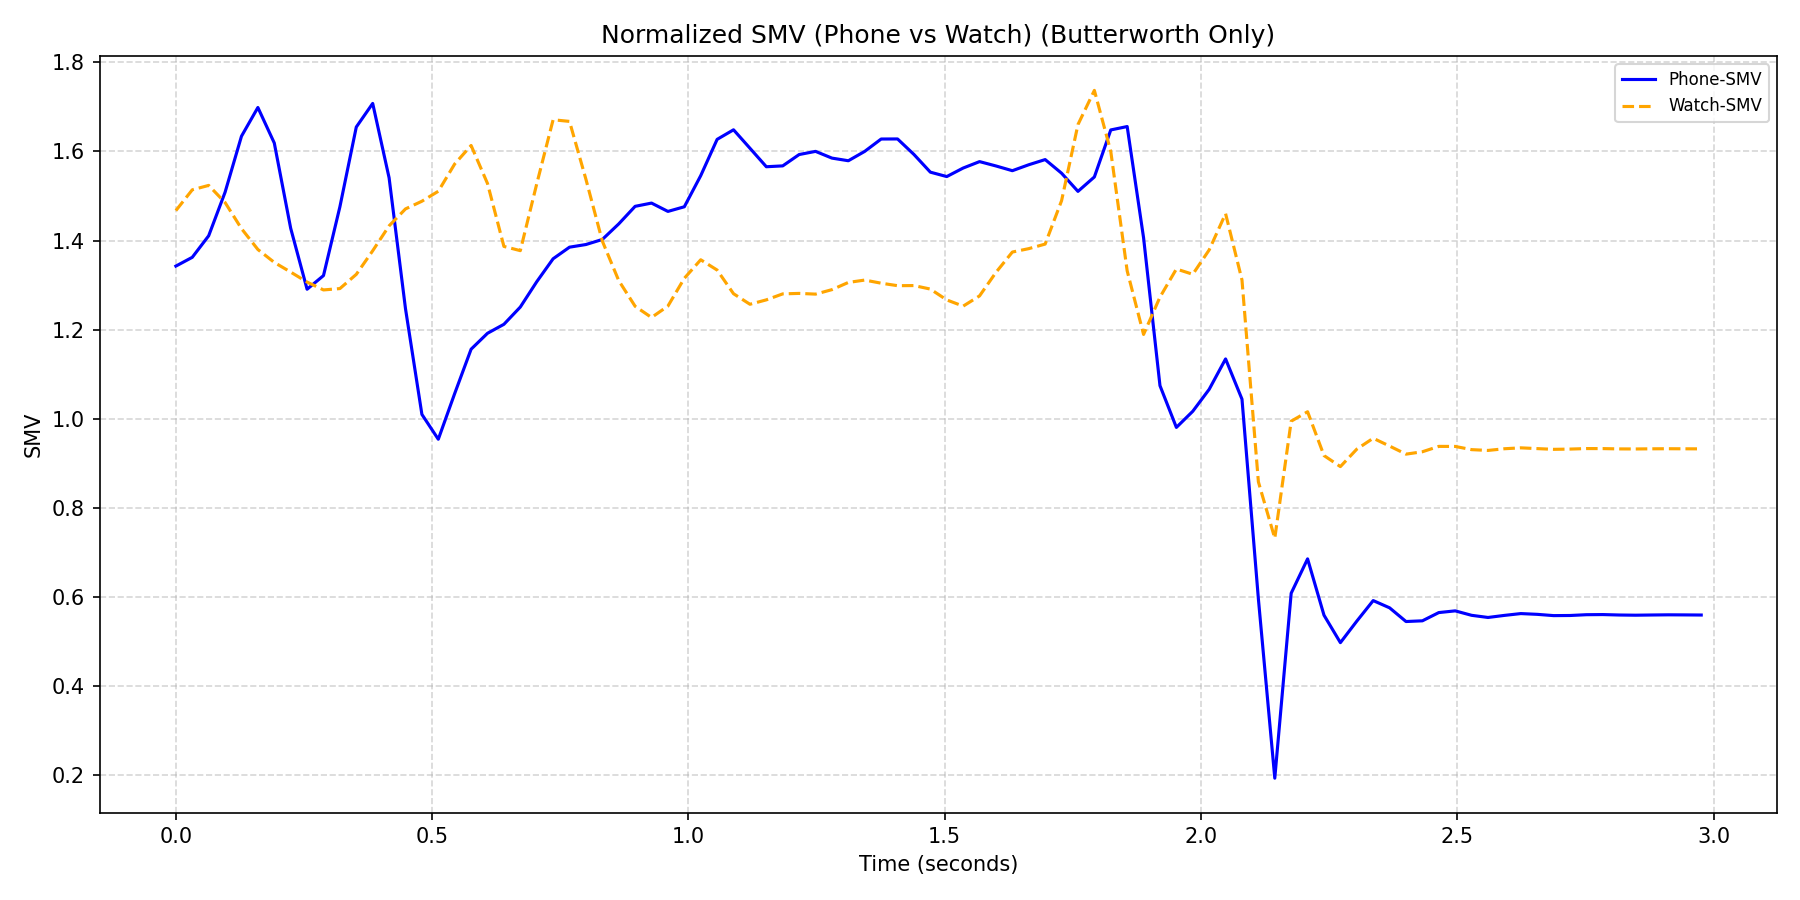 Normalized SMV (Phone vs Watch) (Butterworth Only)
Phone-SMV
Watch-SMV
SMV
1.8
1.6
1.4
1.2
1.0
0.8
0.6
0.4
0.2
0.0 0.5 1.0 1.5 2.0 2.5 3.0
Time (seconds)